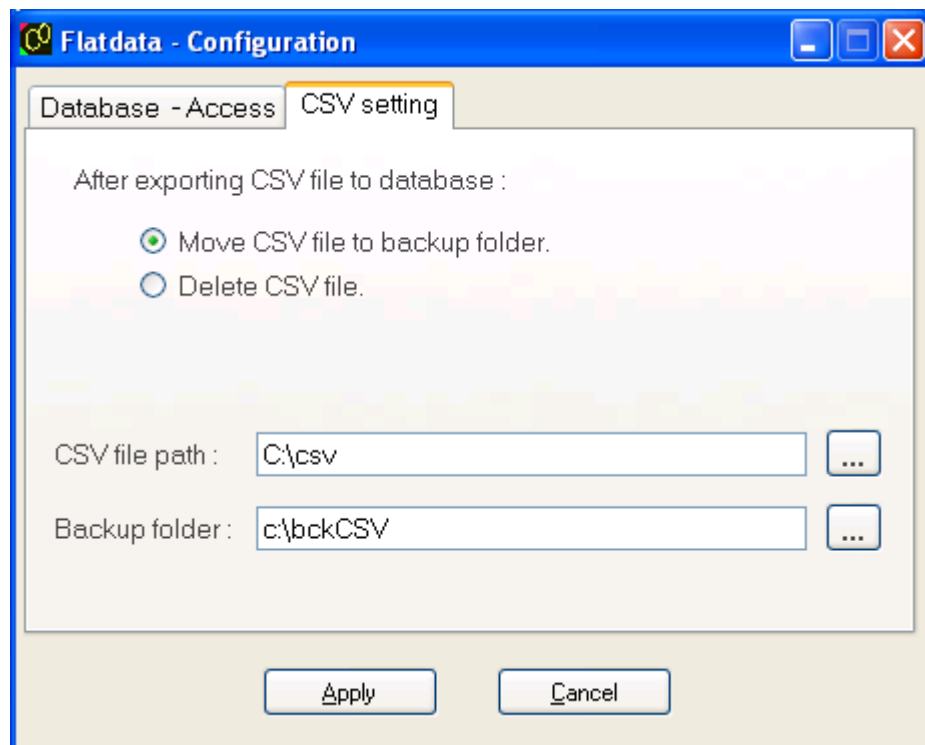 Flatdata - Configuration
Database - Access CSV setting
After exporting CSV file to database :
Move CSV file to backup folder.
Delete CSV file.
CSV file path : C:\csv ...
Backup folder : c:\bckCSV ...
Apply Cancel